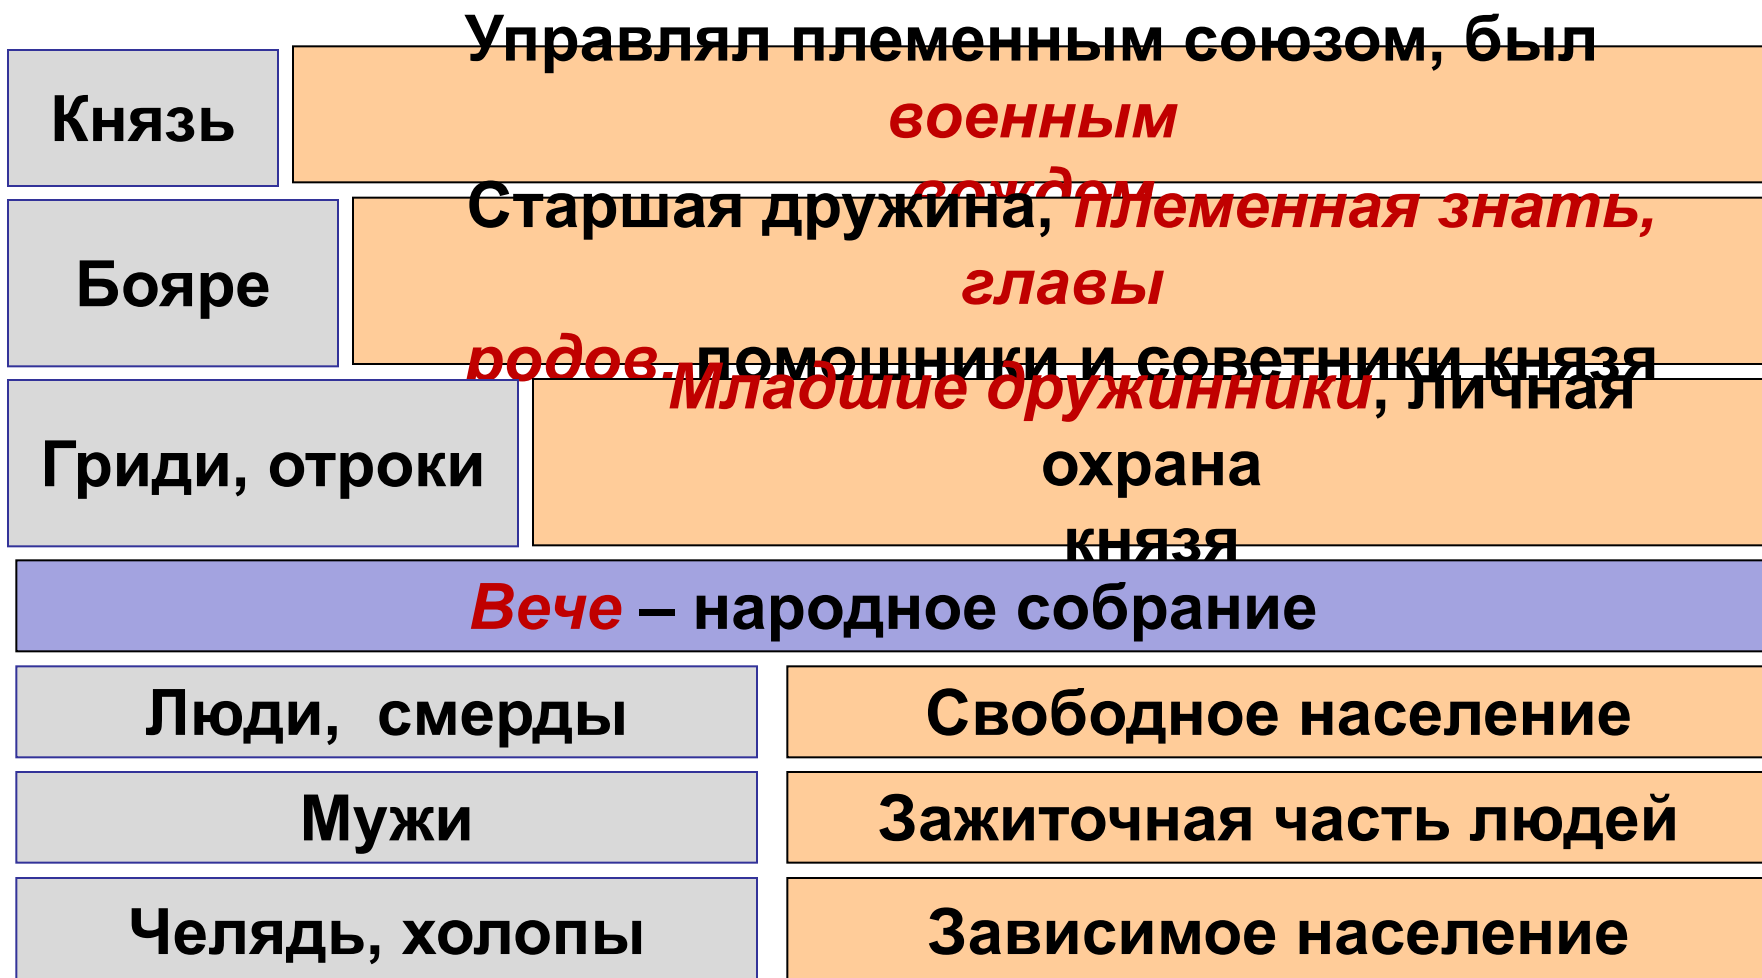 Князь
Управлял племенным союзом, был
военным
вождем
Бояре
Старшая дружина, племенная знать,
главы
родов, помощники и советники князя
Гриди, отроки
Младшие дружинники, личная
охрана
князя
Вече – народное собрание
Люди, смерды
Свободное население
Мужи
Зажиточная часть людей
Челядь, холопы
Зависимое население